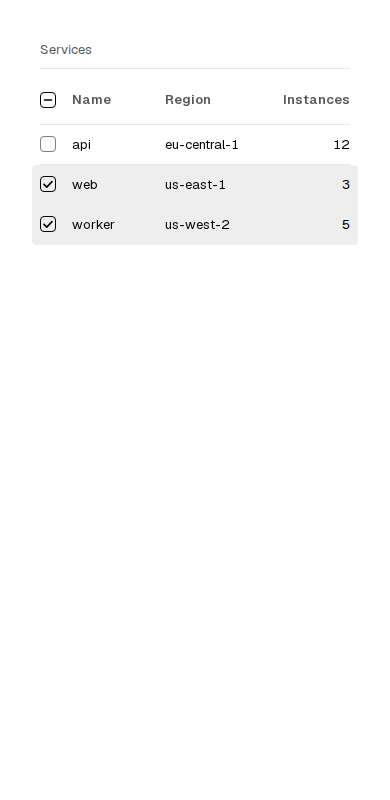 Services
Name Region Instances
api eu-central-1 12
web us-east-1 3
worker us-west-2 5